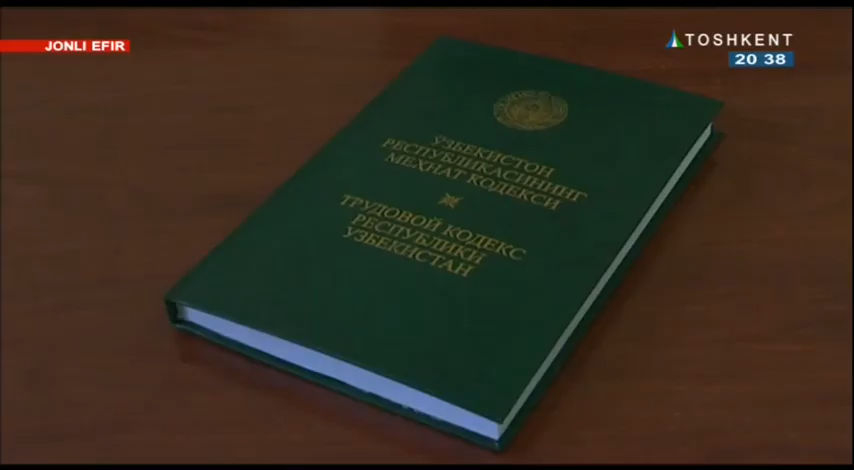 JONLI EFIR
TOSHKENT
20 38
ЎЗБЕКИСТОН
РЕСПУБЛИКАСИНИНГ
МЕҲНАТ КОДЕКСИ
ТРУДОВОЙ КОДЕКС
РЕСПУБЛИКИ
УЗБЕКИСТАН